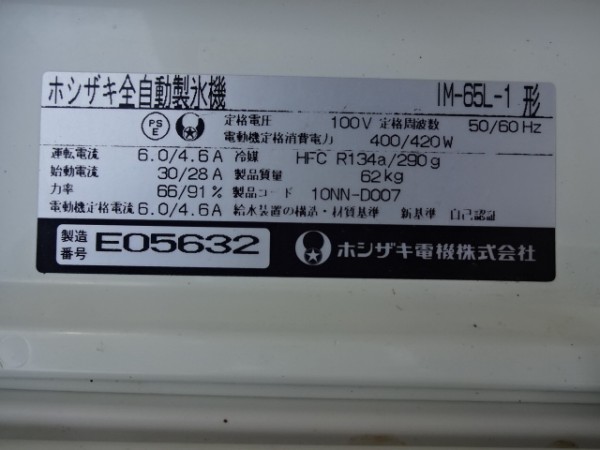 ホシザキ全自動製氷機 IM-65L-1 形
PS E 定格電圧 100V 定格周波数 50/60 Hz
電動機定格消費電力 400/420W
運転電流 6.0/4.6A 冷媒 HFC R134a/290g
始動電流 30/28A 製品質量 62kg
力率 66/91% 製品コード 10NN-D007
電動機定格電流 6.0/4.6A 給水装置の構造・材質基準 新基準 自己認証
製造番号 E05632 ホシザキ電機株式会社